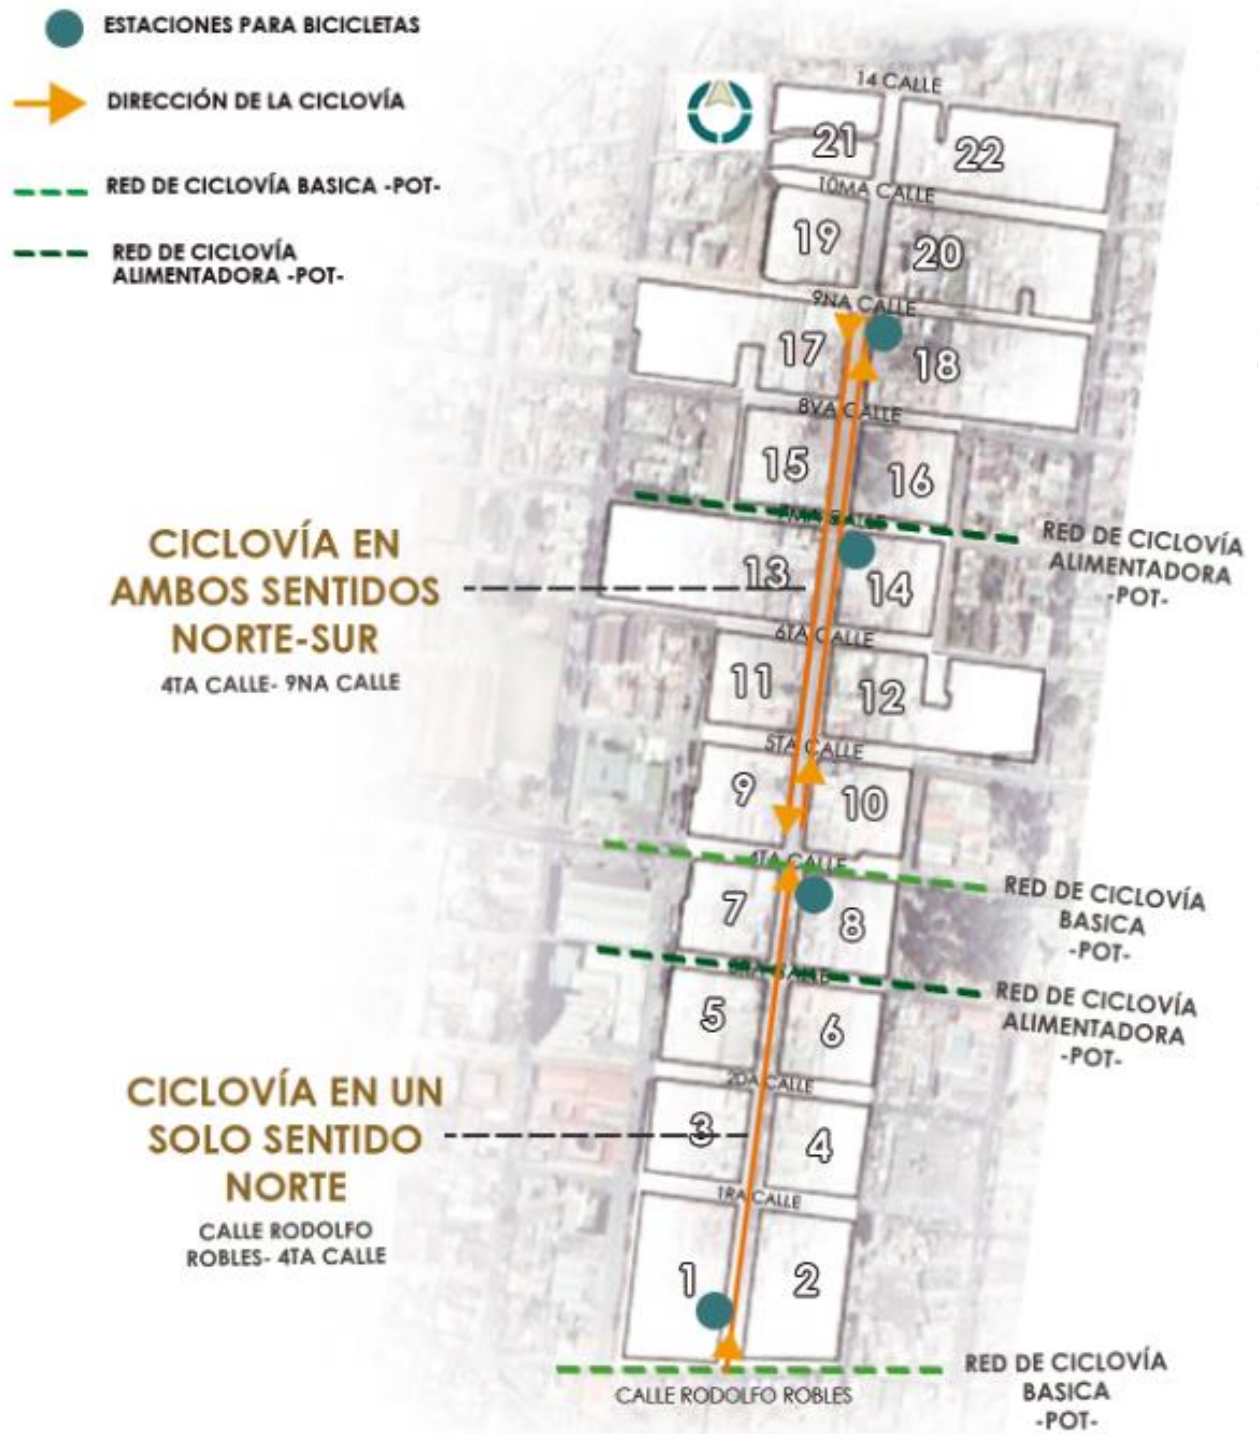 ESTACIONES PARA BICICLETAS
DIRECCIÓN DE LA CICLOVÍA
RED DE CICLOVÍA BASICA -POT-
RED DE CICLOVÍA
ALIMENTADORA -POT-
14 CALLE
21
22
10MA CALLE
19
20
9NA CALLE
17
18
8VA CALLE
15
16
CALLE
RED DE CICLOVÍA
ALIMENTADORA
-POT-
CICLOVÍA EN
AMBOS SENTIDOS
NORTE-SUR
4TA CALLE- 9NA CALLE
13
14
6TA CALLE
11
12
5TA CALLE
9
10
4TA CALLE
RED DE CICLOVÍA
BASICA
-POT-
7
8
CALLE
RED DE CICLOVÍA
ALIMENTADORA
-POT-
5
6
2DA CALLE
CICLOVÍA EN UN
SOLO SENTIDO
NORTE
CALLE RODOLFO
ROBLES- 4TA CALLE
3
4
1RA CALLE
1
2
RED DE CICLOVÍA
BASICA
-POT-
CALLE RODOLFO ROBLES